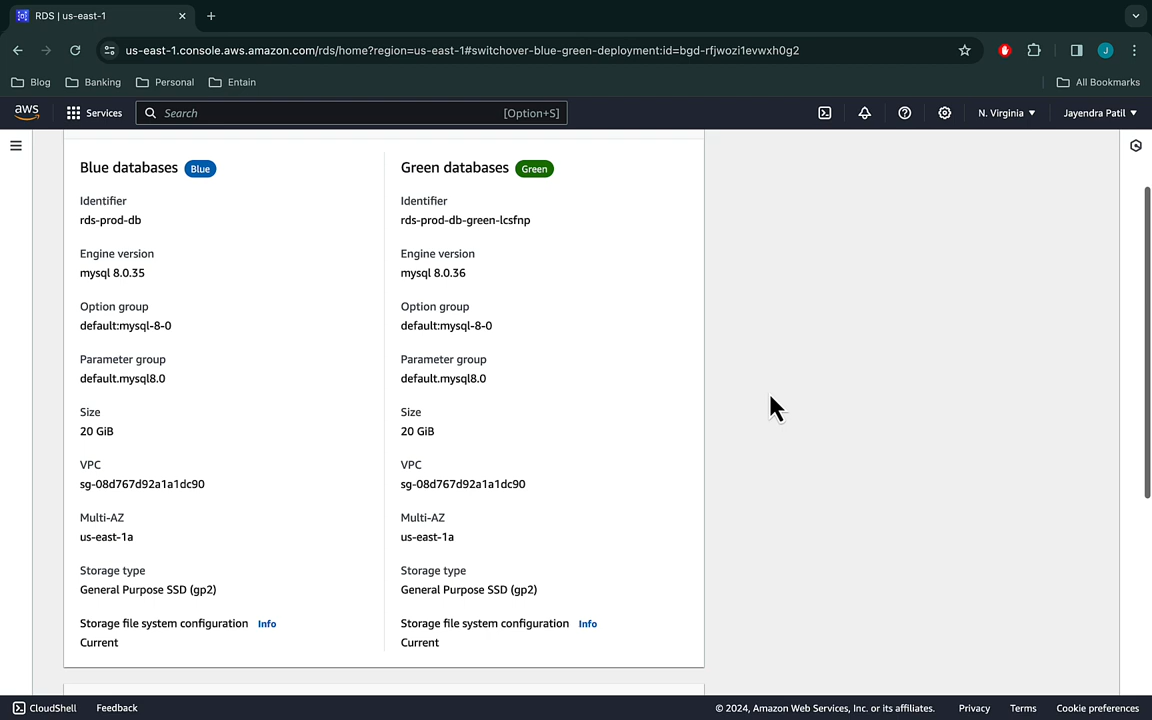 RDS | us-east-1
us-east-1.console.aws.amazon.com/rds/home?region=us-east-1#switchover-blue-green-deployment:id=bgd-rfjwozi1evwxh0g2
J
Blog Banking Personal Entain All Bookmarks
aws Services Search [Option+S] N. Virginia Jayendra Patil
Blue databases Blue
Identifier
rds-prod-db
Engine version
mysql 8.0.35
Option group
default:mysql-8-0
Parameter group
default.mysql8.0
Size
20 GiB
VPC
sg-08d767d92a1a1dc90
Multi-AZ
us-east-1a
Storage type
General Purpose SSD (gp2)
Storage file system configuration Info
Current
Green databases Green
Identifier
rds-prod-db-green-lcsfnp
Engine version
mysql 8.0.36
Option group
default:mysql-8-0
Parameter group
default.mysql8.0
Size
20 GiB
VPC
sg-08d767d92a1a1dc90
Multi-AZ
us-east-1a
Storage type
General Purpose SSD (gp2)
Storage file system configuration Info
Current
CloudShell Feedback © 2024, Amazon Web Services, Inc. or its affiliates. Privacy Terms Cookie preferences